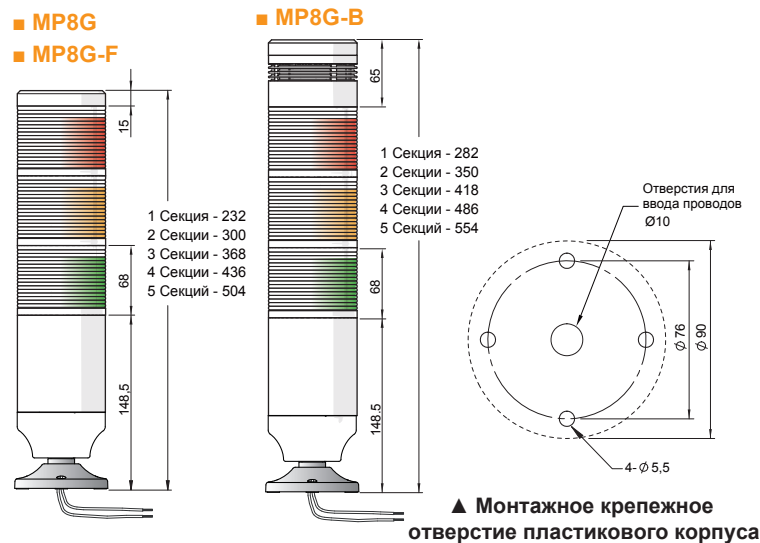 ■ MP8G
■ MP8G-F
15
68
148,5
1 Секция - 232
2 Секции - 300
3 Секции - 368
4 Секции - 436
5 Секций - 504
■ MP8G-B
65
68
148.5
1 Секция - 282
2 Секции - 350
3 Секции - 418
4 Секции - 486
5 Секций - 554
Отверстия для
ввода проводов
Ø10
Ø 76
Ø 90
4-Ø 5,5
▲ Монтажное крепежное
отверстие пластикового корпуса